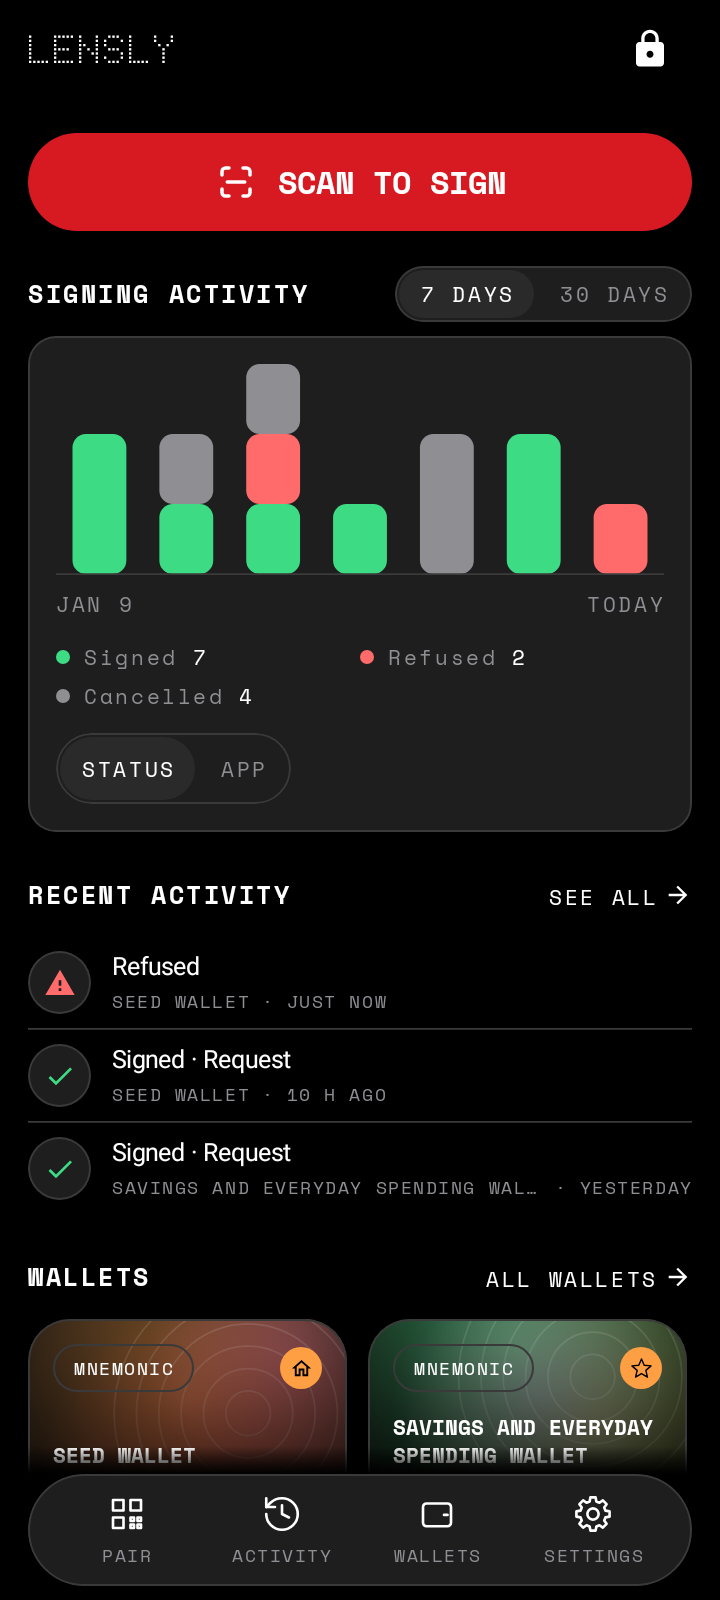 LENSLY
SCAN TO SIGN
SIGNING ACTIVITY
7 DAYS 30 DAYS
JAN 9 TODAY
Signed 7 Refused 2
Cancelled 4
STATUS APP
RECENT ACTIVITY SEE ALL
Refused
SEED WALLET · JUST NOW
Signed · Request
SEED WALLET · 10 H AGO
Signed · Request
SAVINGS AND EVERYDAY SPENDING WAL… · YESTERDAY
WALLETS ALL WALLETS
MNEMONIC
SEED WALLET
MNEMONIC
SAVINGS AND EVERYDAY
SPENDING WALLET
PAIR ACTIVITY WALLETS SETTINGS